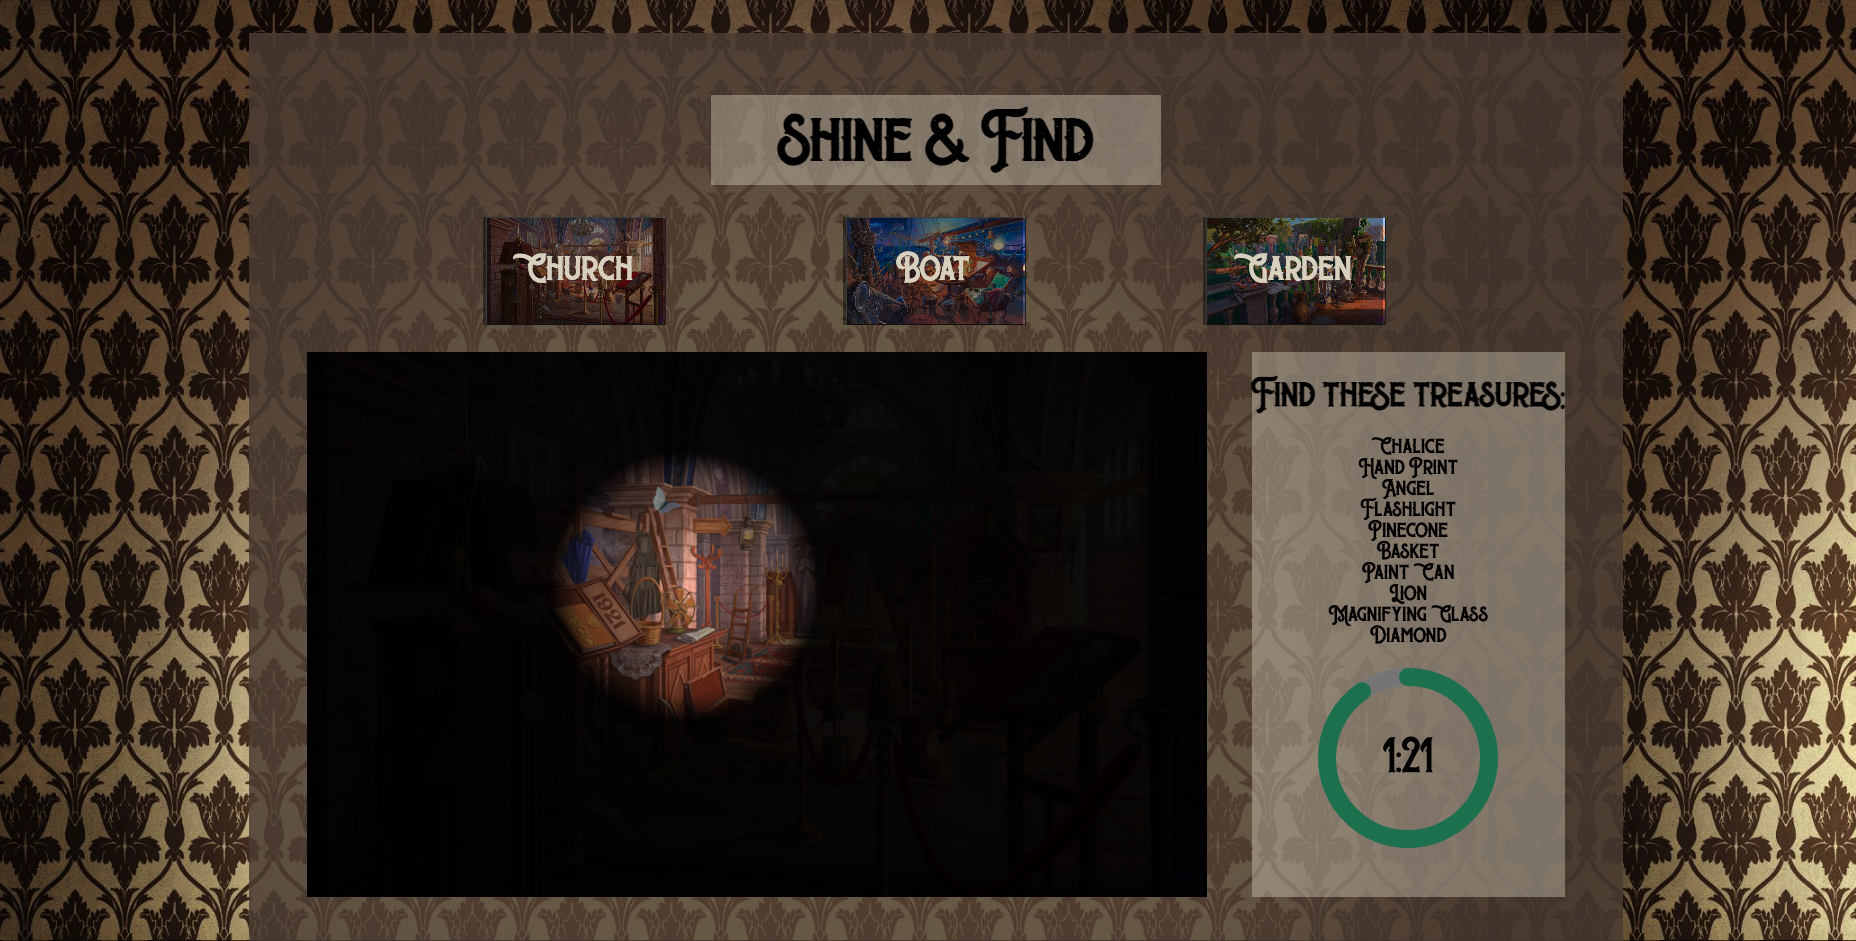 Shine & Find
Church
Boat
Garden
Find these treasures:
Chalice
Hand Print
Angel
Flashlight
Pinecone
Basket
Paint Can
Lion
Magnifying Glass
Diamond
1921
1:21